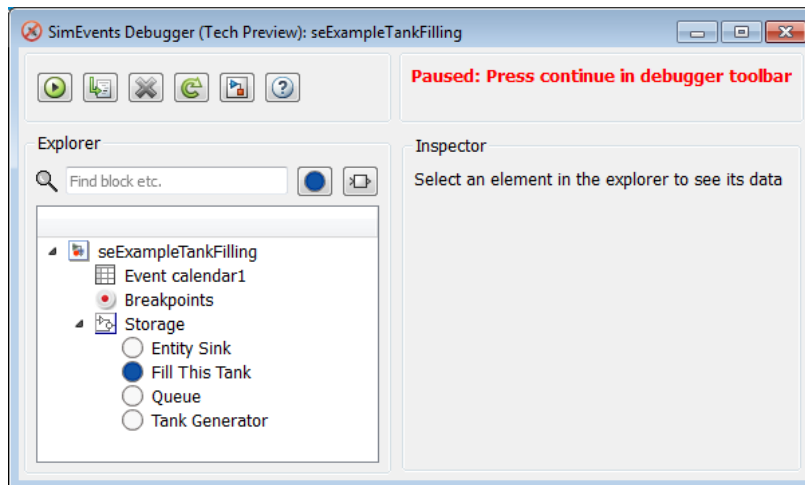 SimEvents Debugger (Tech Preview): seExampleTankFilling
Paused: Press continue in debugger toolbar
Explorer
Find block etc.
seExampleTankFilling
Event calendar1
Breakpoints
Storage
Entity Sink
Fill This Tank
Queue
Tank Generator
Inspector
Select an element in the explorer to see its data